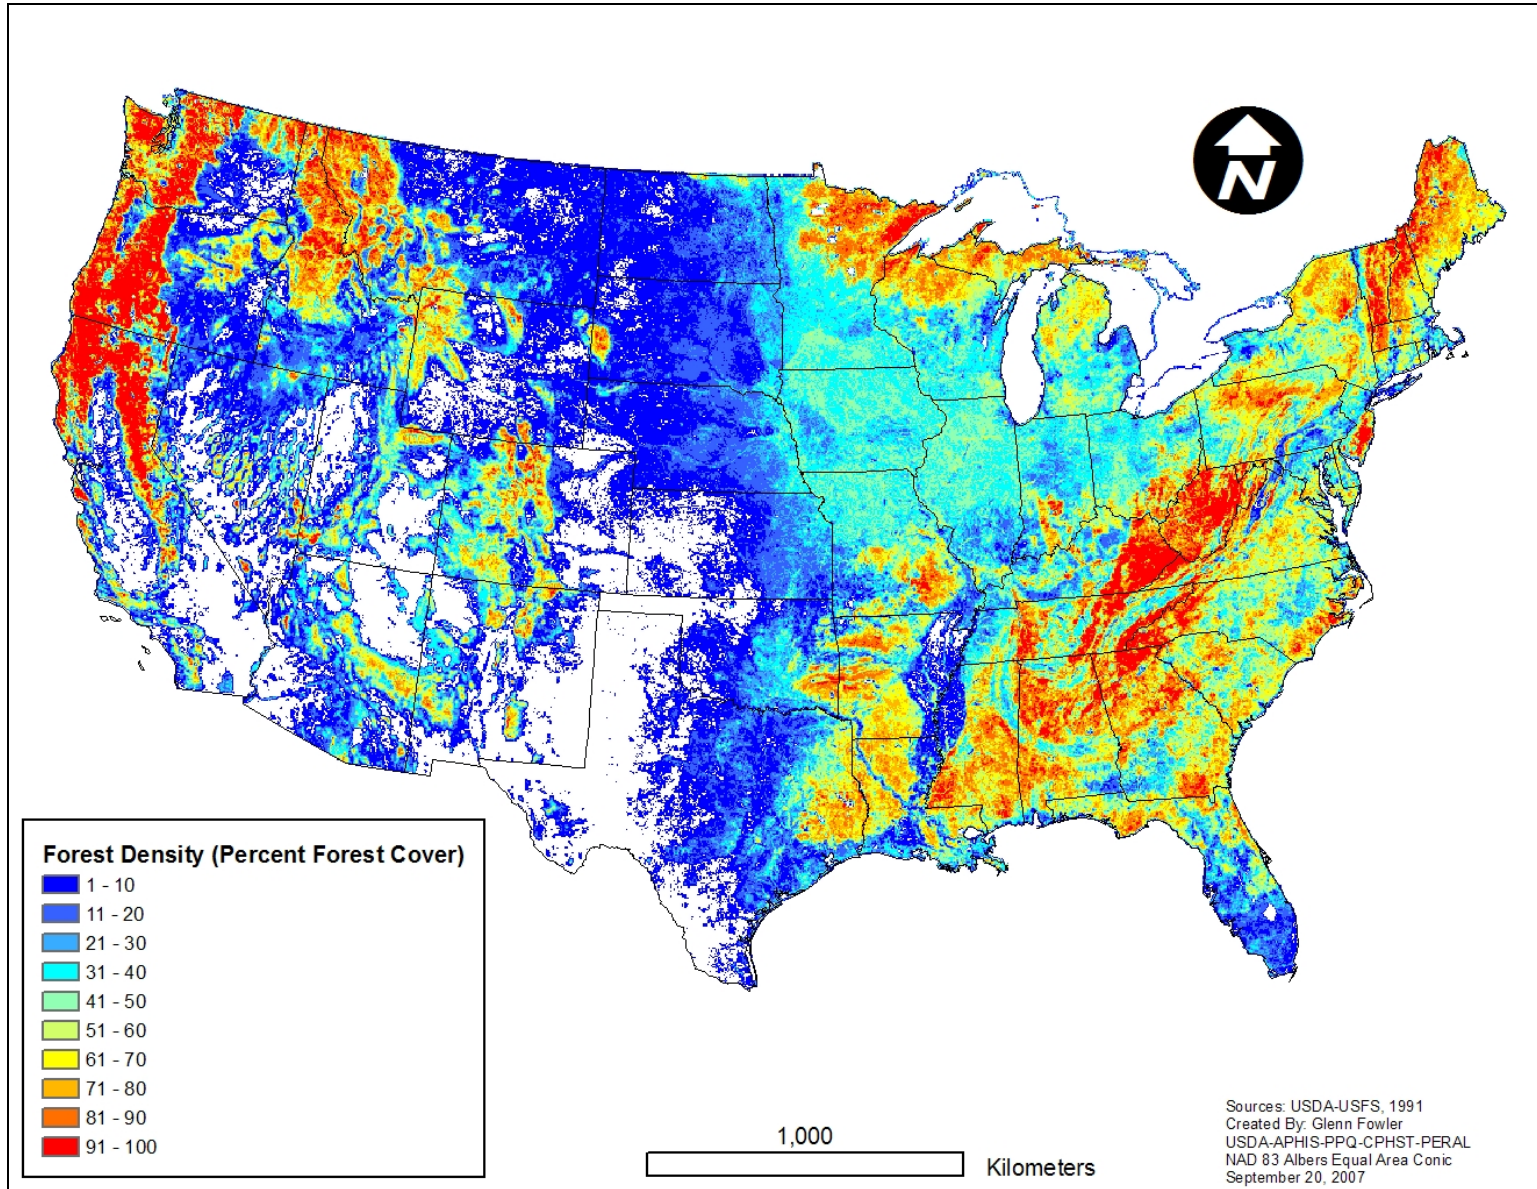 N
Forest Density (Percent Forest Cover)
1 - 10
11 - 20
21 - 30
31 - 40
41 - 50
51 - 60
61 - 70
71 - 80
81 - 90
91 - 100
1,000
Kilometers
Sources: USDA-USFS, 1991
Created By: Glenn Fowler
USDA-APHIS-PPQ-CPHST-PERAL
NAD 83 Albers Equal Area Conic
September 20, 2007